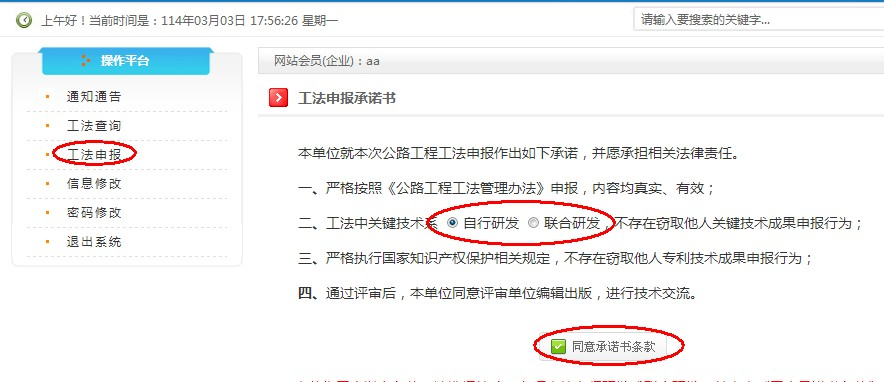 上午好！当前时间是：114年03月03日 17:56:26 星期一
请输入要搜索的关键字...
操作平台
通知通告
工法查询
工法申报
信息修改
密码修改
退出系统
网站会员(企业)：aa
工法申报承诺书
本单位就本次公路工程工法申报作出如下承诺，并愿承担相关法律责任。
一、严格按照《公路工程工法管理办法》申报，内容均真实、有效；
二、工法中关键技术系 自行研发 联合研发，不存在窃取他人关键技术成果申报行为；
三、严格执行国家知识产权保护相关规定，不存在窃取他人专利技术成果申报行为；
四、通过评审后，本单位同意评审单位编辑出版，进行技术交流。
同意承诺书条款